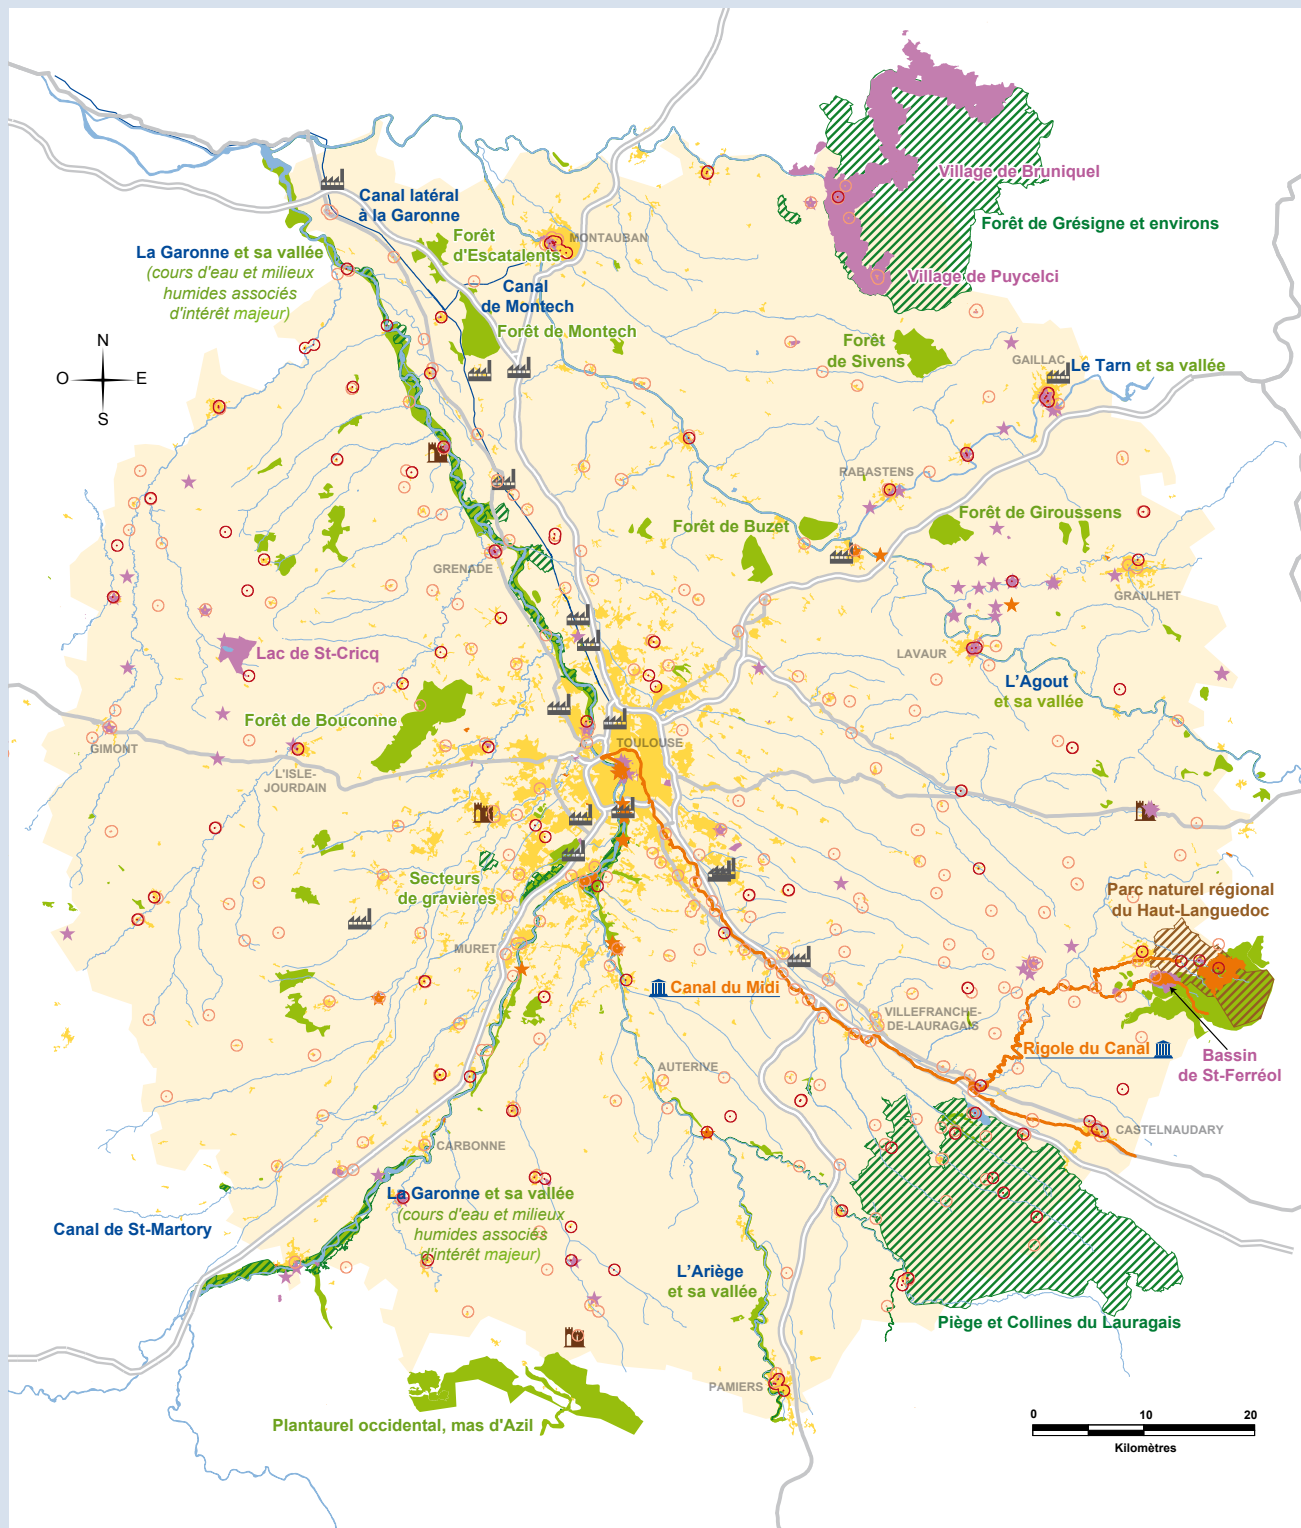 Village de Bruniquel
Canal latéral
à la Garonne
Forêt de Grésigne et environs
Forêt
d'Escatalents
MONTAUBAN
La Garonne et sa vallée
(cours d'eau et milieux
humides associés
d'intérêt majeur)
Village de Puycelci
Canal
de Montech
Forêt de Montech
N
O
E
S
Forêt
de Sivens
GAILLAC
Le Tarn et sa vallée
RABASTENS
Forêt de Buzet
Forêt de Giroussens
GRENADE
GRAULHET
Lac de St-Cricq
LAVAUR
L'Agout
et sa vallée
Forêt de Bouconne
GIMONT
TOULOUSE
L'ISLE-
JOURDAIN
Secteurs
de gravières
Parc naturel régional
du Haut-Languedoc
MURET
Canal du Midi
VILLEFRANCHE-
DE-LAURAGAIS
Rigole du Canal
Bassin
de St-Ferréol
AUTERIVE
CASTELNAUDARY
CARBONNE
La Garonne et sa vallée
(cours d'eau et milieux
humides associés
d'intérêt majeur)
Canal de St-Martory
L'Ariège
et sa vallée
Piège et Collines du Lauragais
PAMIERS
Plantaurel occidental, mas d'Azil
0
10
20
Kilomètres